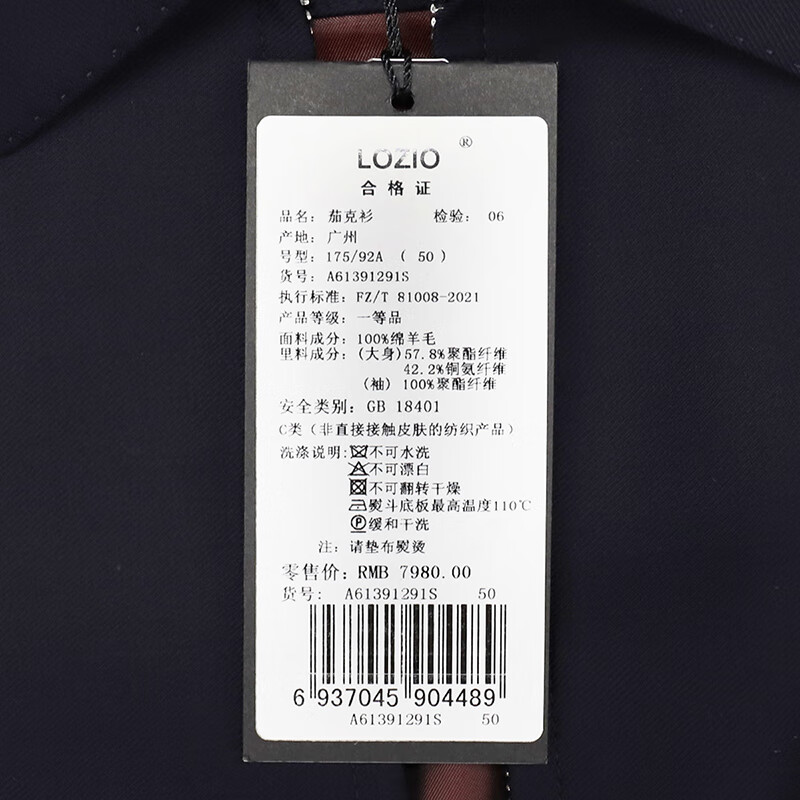 LOZIO ®
合格证
品名：茄克衫 检验：06
产地：广州
号型：175/92A （50）
货号：A61391291S
执行标准：FZ/T 81008-2021
产品等级：一等品
面料成分：100%绵羊毛
里料成分：(大身)57.8%聚酯纤维
42.2%铜氨纤维
(袖) 100%聚酯纤维
安全类别：GB 18401
C类（非直接接触皮肤的纺织产品）
洗涤说明:不可水洗
不可漂白
不可翻转干燥
熨斗底板最高温度110℃
P缓和干洗
注：请垫布熨烫
零售价：RMB 7980.00
货号：A61391291S 50
6 937045 904489
A61391291S 50